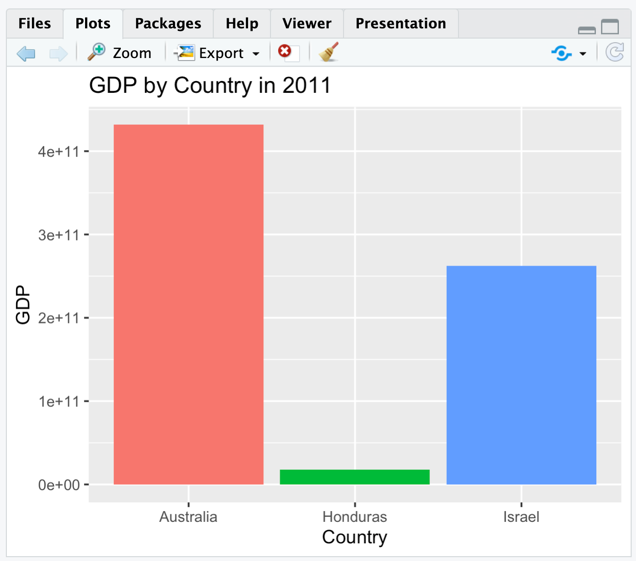 Files Plots Packages Help Viewer Presentation
Zoom Export
GDP by Country in 2011
4e+11
3e+11
2e+11
1e+11
0e+00
GDP
Australia Honduras Israel
Country